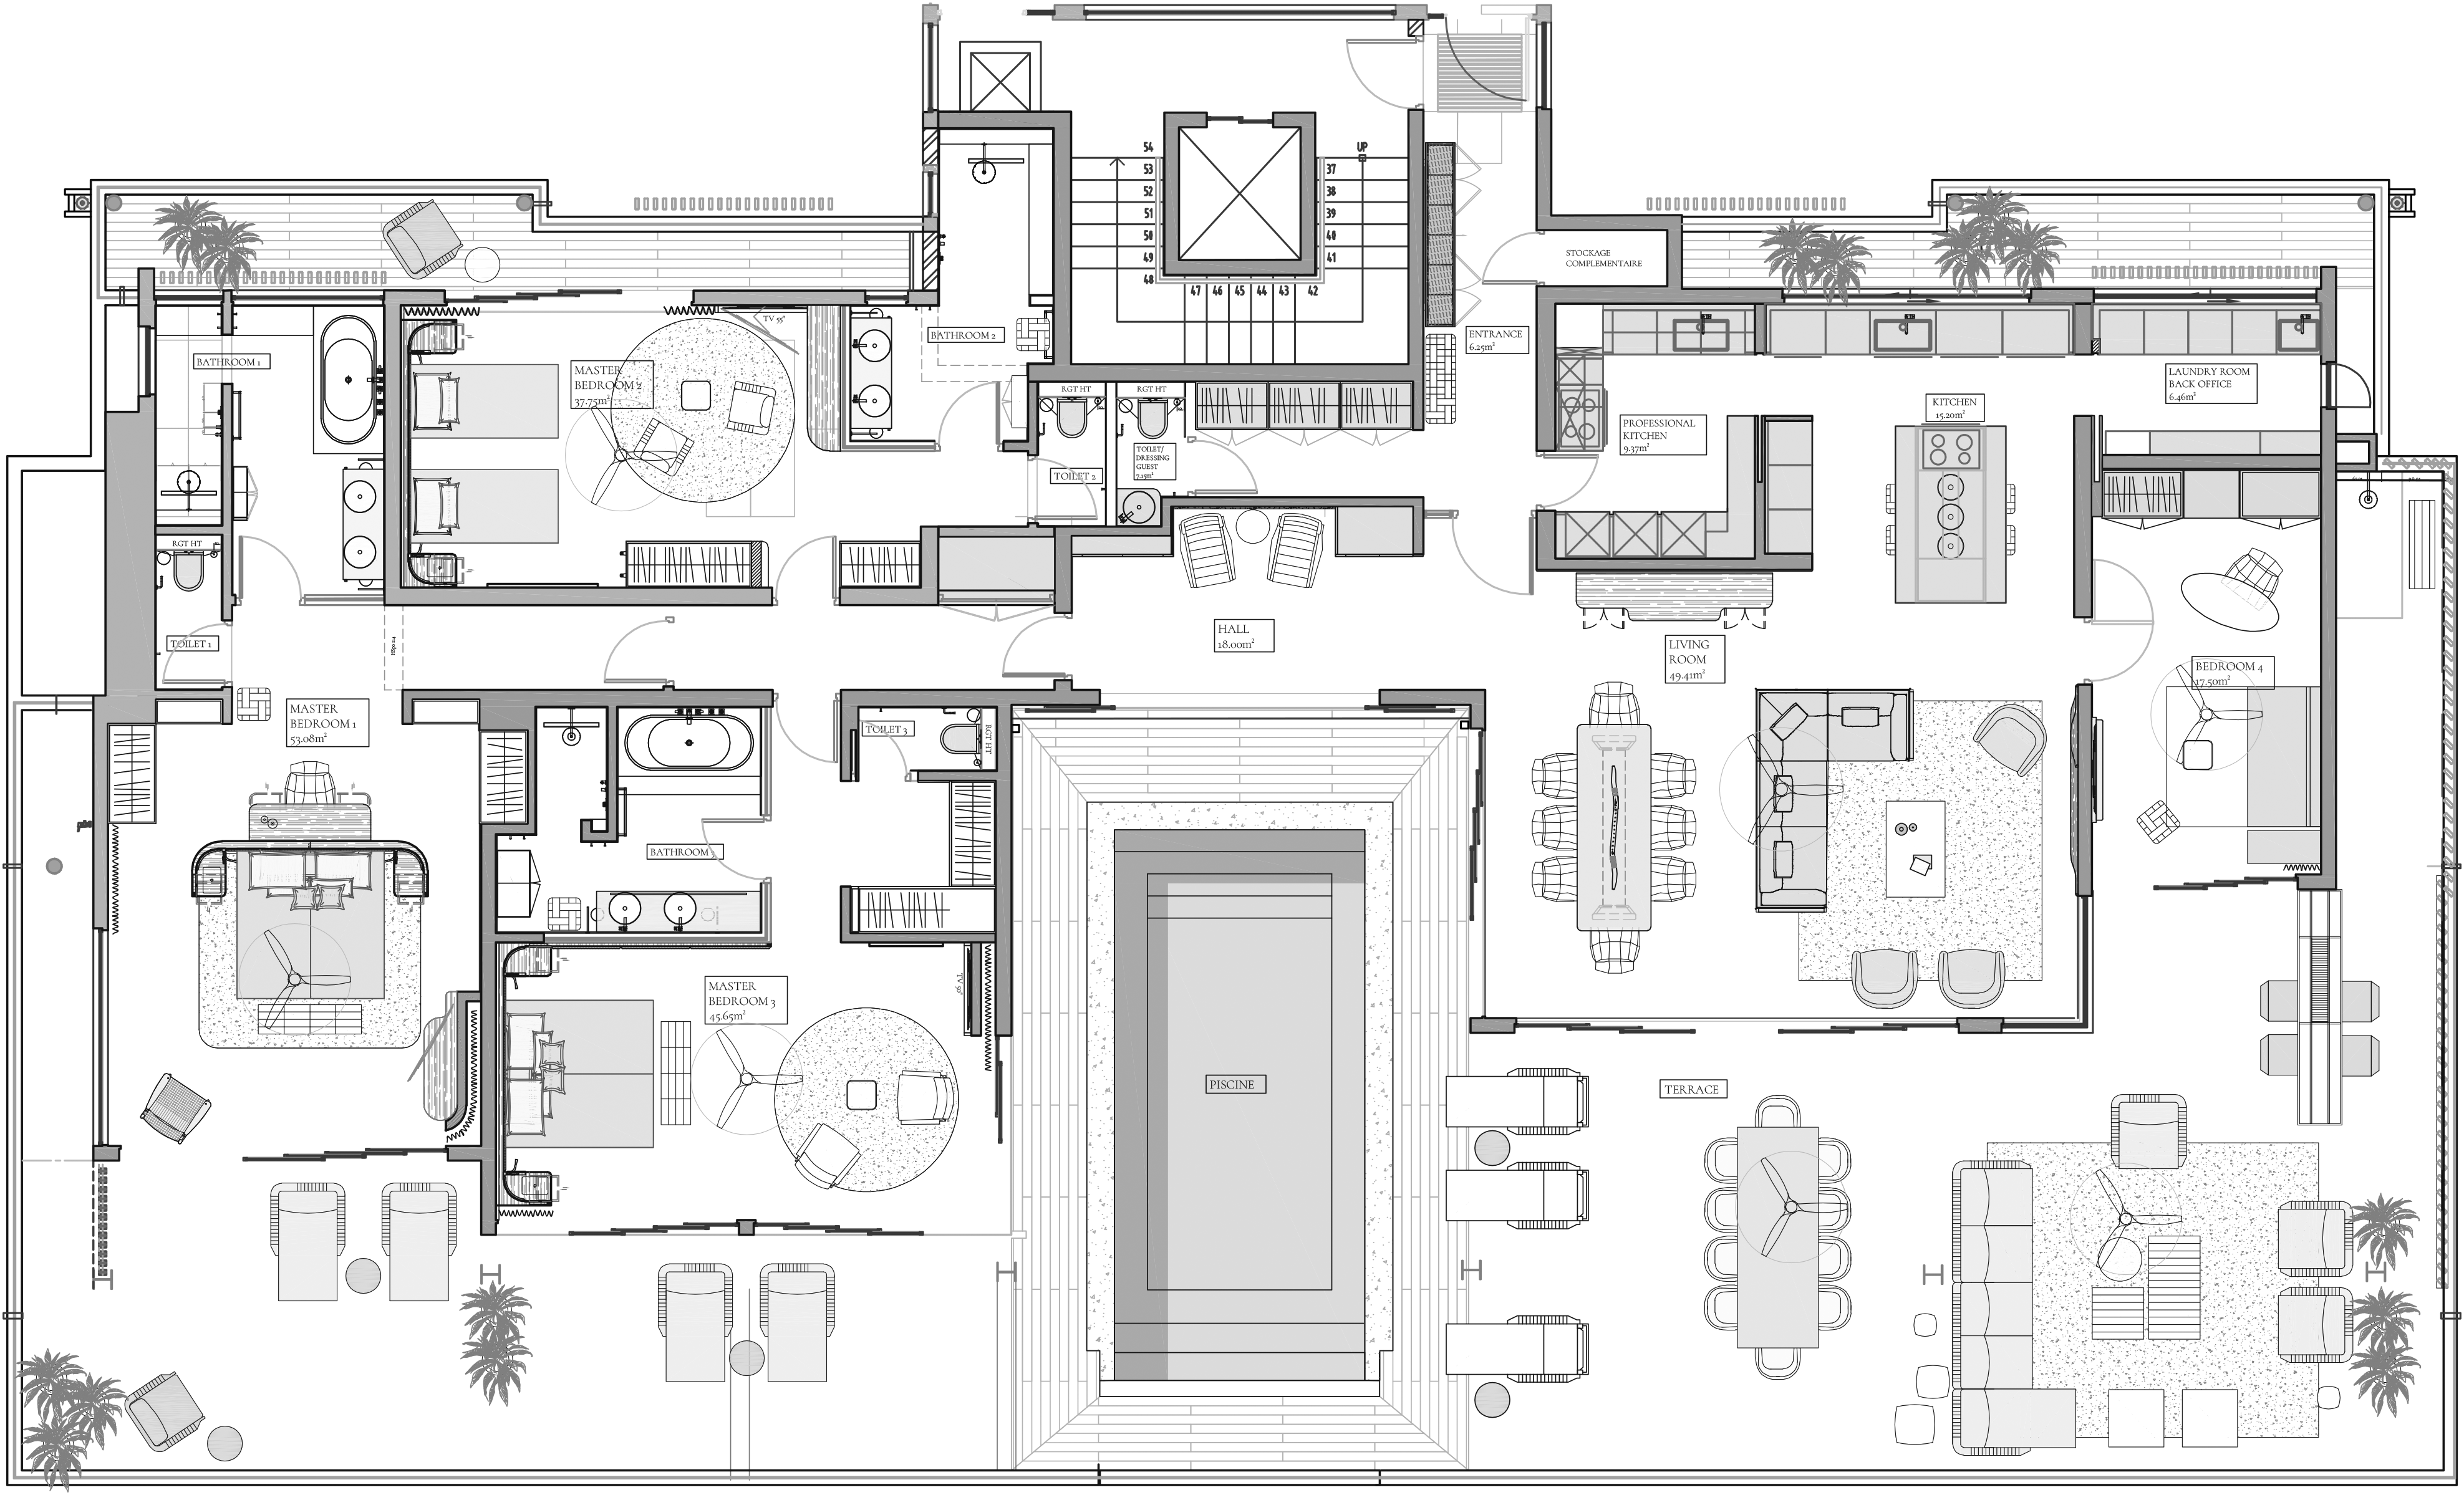 54
53
52
51
50
49
48
47
46
45
44
43
42
UP
37
38
39
40
41
STOCKAGE
COMPLEMENTAIRE
BATHROOM 1
MASTER
BEDROOM 2
37.75m²
TV 55"
BATHROOM 2
ENTRANCE
6.25m²
RGT HT
RGT HT
TOILET 2
TOILET/
DRESSING
GUEST
7.15m²
PROFESSIONAL
KITCHEN
9.37m²
KITCHEN
15.20m²
LAUNDRY ROOM
BACK OFFICE
6.46m²
RGT HT
TOILET 1
HALL
18.00m²
LIVING
ROOM
49.41m²
BEDROOM 4
17.50m²
MASTER
BEDROOM 1
53.08m²
TOILET 3
RGT HT
BATHROOM
MASTER
BEDROOM 3
45.65m²
PISCINE
TERRACE